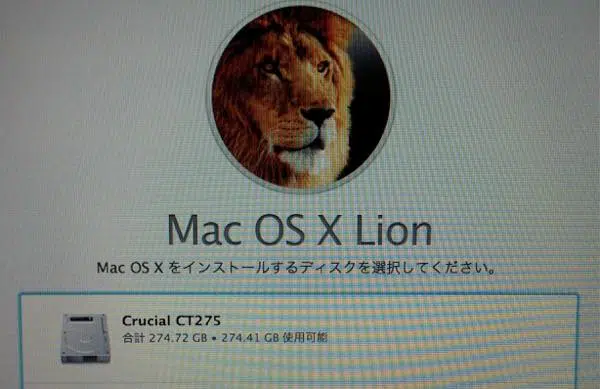 Mac OS X Lion
Mac OS X をインストールするディスクを選択してください。
Crucial CT275
合計 274.72 GB • 274.41 GB 使用可能